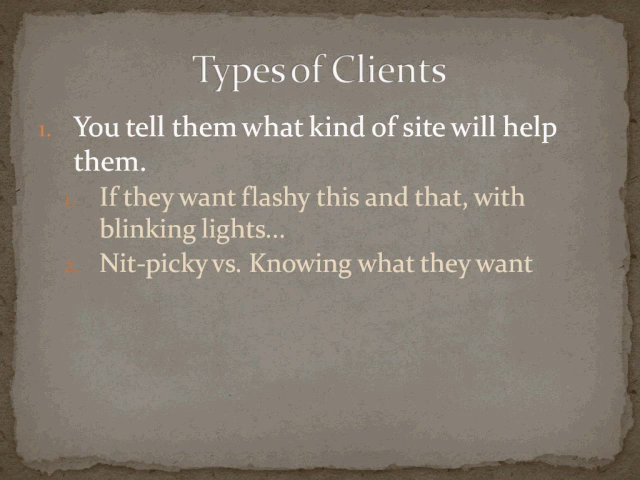 Types of Clients
1. You tell them what kind of site will help
them.
1. If they want flashy this and that, with
blinking lights...
2. Nit-picky vs. Knowing what they want